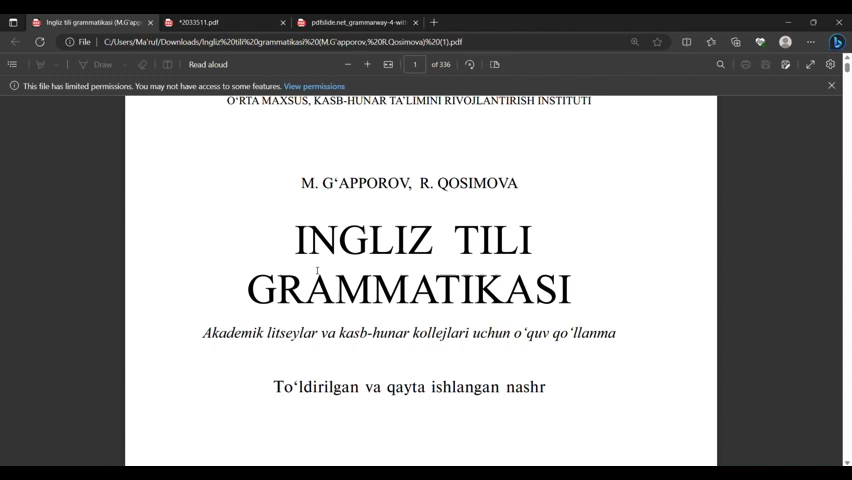 Ingliz tili grammatikasi (M.G'app
*2033511.pdf
pdfslide.net_grammarway-4-with
File
C:/Users/Ma'ruf/Downloads/Ingliz%20tili%20grammatikasi%20(M.G'apporov,%20R.Qosimova)%20(1).pdf
Draw
Read aloud
1
of 336
This file has limited permissions. You may not have access to some features. View permissions
O‘RTA MAXSUS, KASB-HUNAR TA’LIMINI RIVOJLANTIRISH INSTITUTI
M. G‘APPOROV, R. QOSIMOVA
INGLIZ TILI
GRAMMATIKASI
Akademik litseylar va kasb-hunar kollejlari uchun o‘quv qo‘llanma
To‘ldirilgan va qayta ishlangan nashr